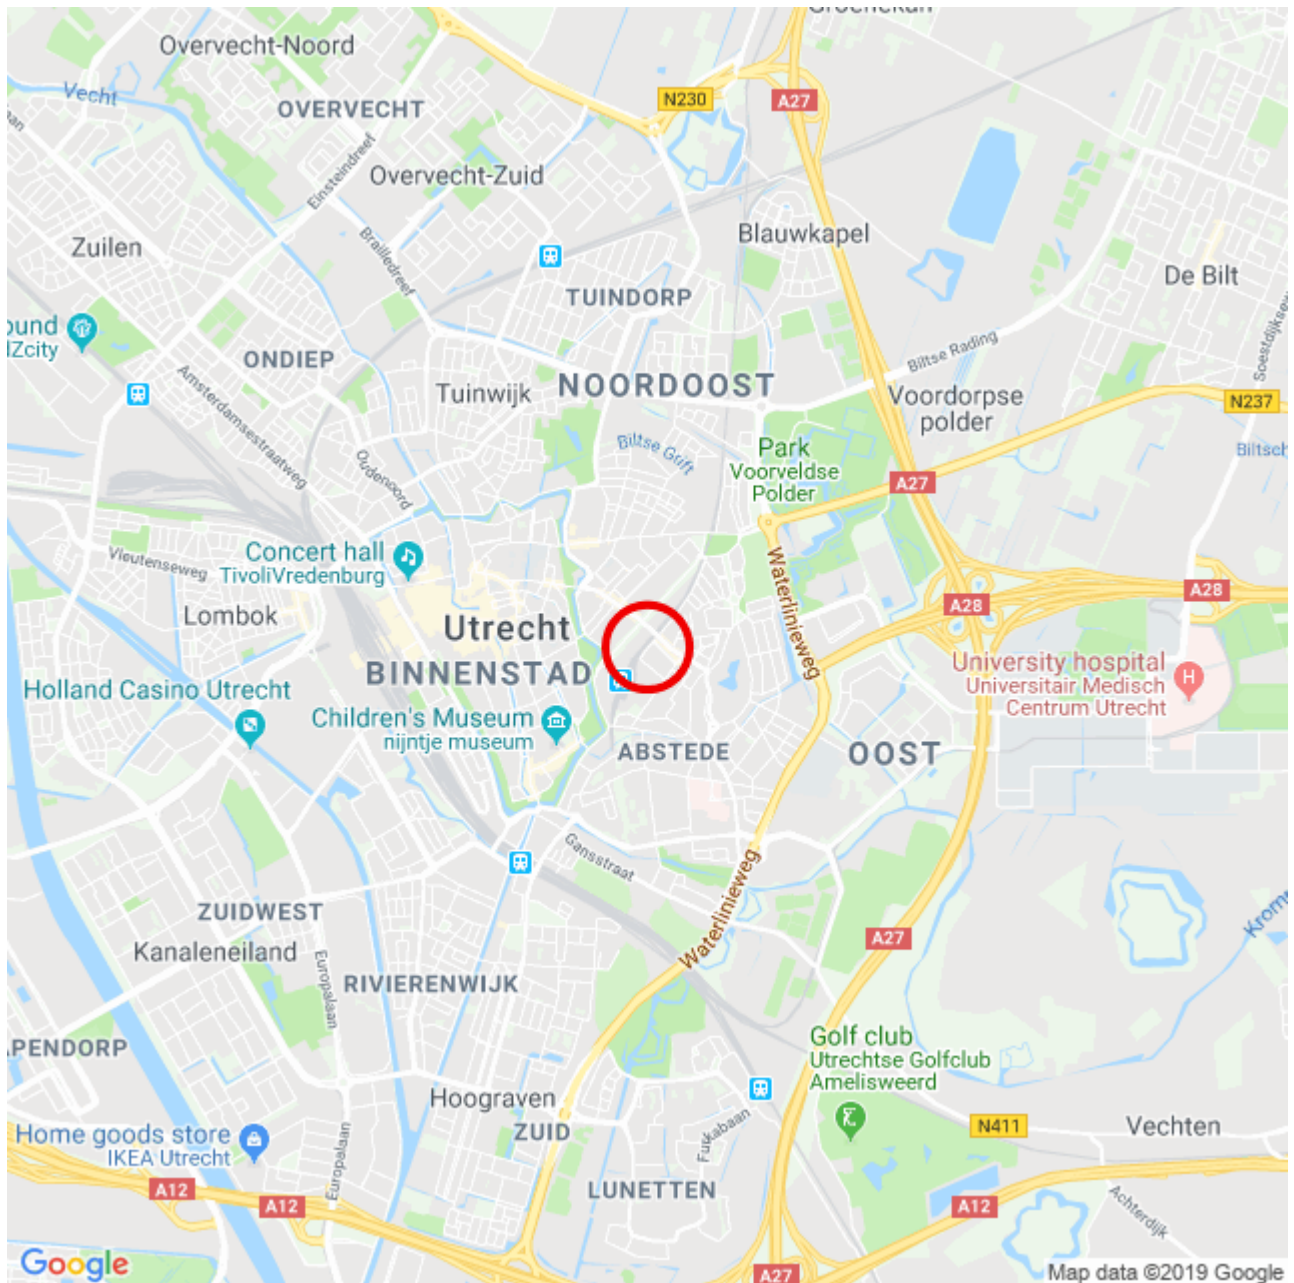 Overvecht-Noord
N230
A27
Vecht
OVERVECHT
Einsteindreef
Overvecht-Zuid
Zuilen
Brailledreef
Blauwkapel
De Bilt
TUINDORP
ONDIEP
Tuinwijk
NOORDOOST
Biltse Rading
Soestdijksew
N237
Amsterdamsestraatweg
Voordorpse
polder
Biltse Grift
Park
Voorveldse
Polder
Biltsch
Oudenoord
A27
Vleutenseweg
Concert hall
TivoliVredenburg
Waterlinieweg
A28
A28
Lombok
Utrecht
BINNENSTAD
University hospital
Universitair Medisch
Centrum Utrecht
H
Holland Casino Utrecht
Children's Museum
nijntje museum
ABSTEDE
OOST
Gansstraat
Waterlinieweg
ZUIDWEST
Kanaleneiland
Europalaan
RIVIERENWIJK
A27
Krom
APENDORP
Golf club
Utrechtse Golfclub
Amelisweerd
Hoograven
ZUID
Furkabaan
N411
Vechten
Home goods store
IKEA Utrecht
Europalaan
A12
A12
LUNETTEN
A12
Achterdijk
Google
A27
Map data ©2019 Google